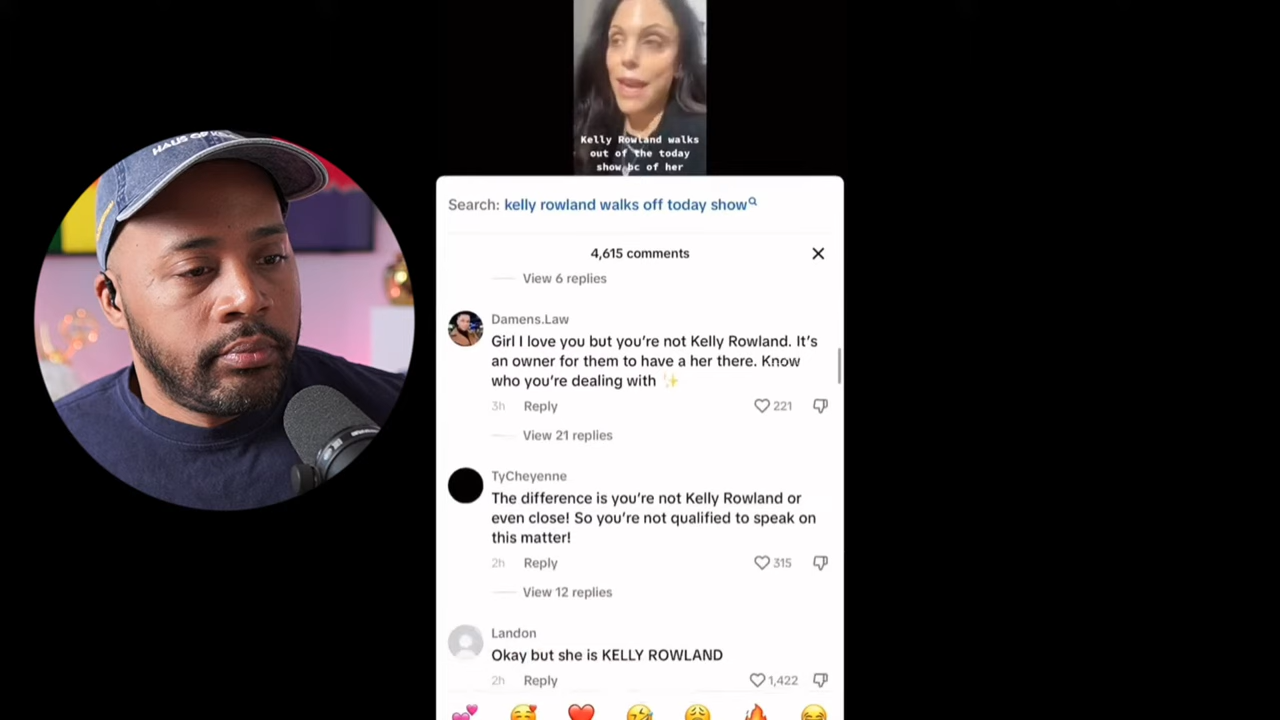 HAUS OF
Kelly Rowland walks
out of the today
show bc of her
Search: kelly rowland walks off today show
4,615 comments
View 6 replies
Damens.Law
Girl I love you but you're not Kelly Rowland. It's
an owner for them to have a her there. Know
who you're dealing with ✨
3h Reply 221
View 21 replies
TyCheyenne
The difference is you're not Kelly Rowland or
even close! So you're not qualified to speak on
this matter!
2h Reply 315
View 12 replies
Landon
Okay but she is KELLY ROWLAND
2h Reply 1,422